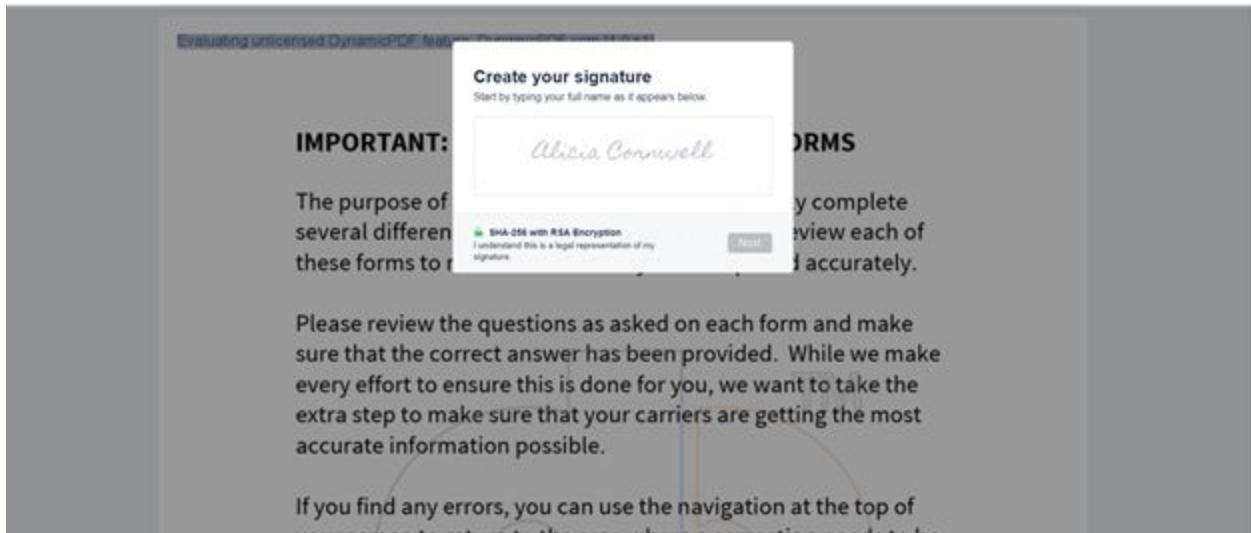 Evaluating unlicensed DynamicPDF feature.
Create your signature
Start by typing your full name as it appears below.
Alicia Cornwell
SHA-256 with RSA Encryption
I understand this is a legal representation of my
signature.
Next
IMPORTANT: ORMS
The purpose of y complete
several differen eview each of
these forms to accurately.
Please review the questions as asked on each form and make
sure that the correct answer has been provided. While we make
every effort to ensure this is done for you, we want to take the
extra step to make sure that your carriers are getting the most
accurate information possible.
If you find any errors, you can use the navigation at the top of